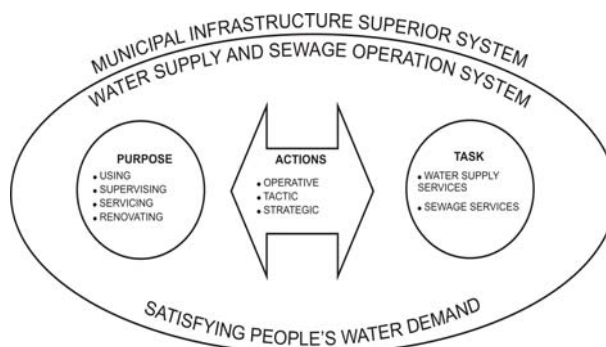 MUNICIPAL INFRASTRUCTURE SUPERIOR SYSTEM
WATER SUPPLY AND SEWAGE OPERATION SYSTEM
PURPOSE
• USING
• SUPERVISING
• SERVICING
• RENOVATING
ACTIONS
• OPERATIVE
• TACTIC
• STRATEGIC
TASK
• WATER SUPPLY
SERVICES
• SEWAGE SERVICES
SATISFYING PEOPLE'S WATER DEMAND